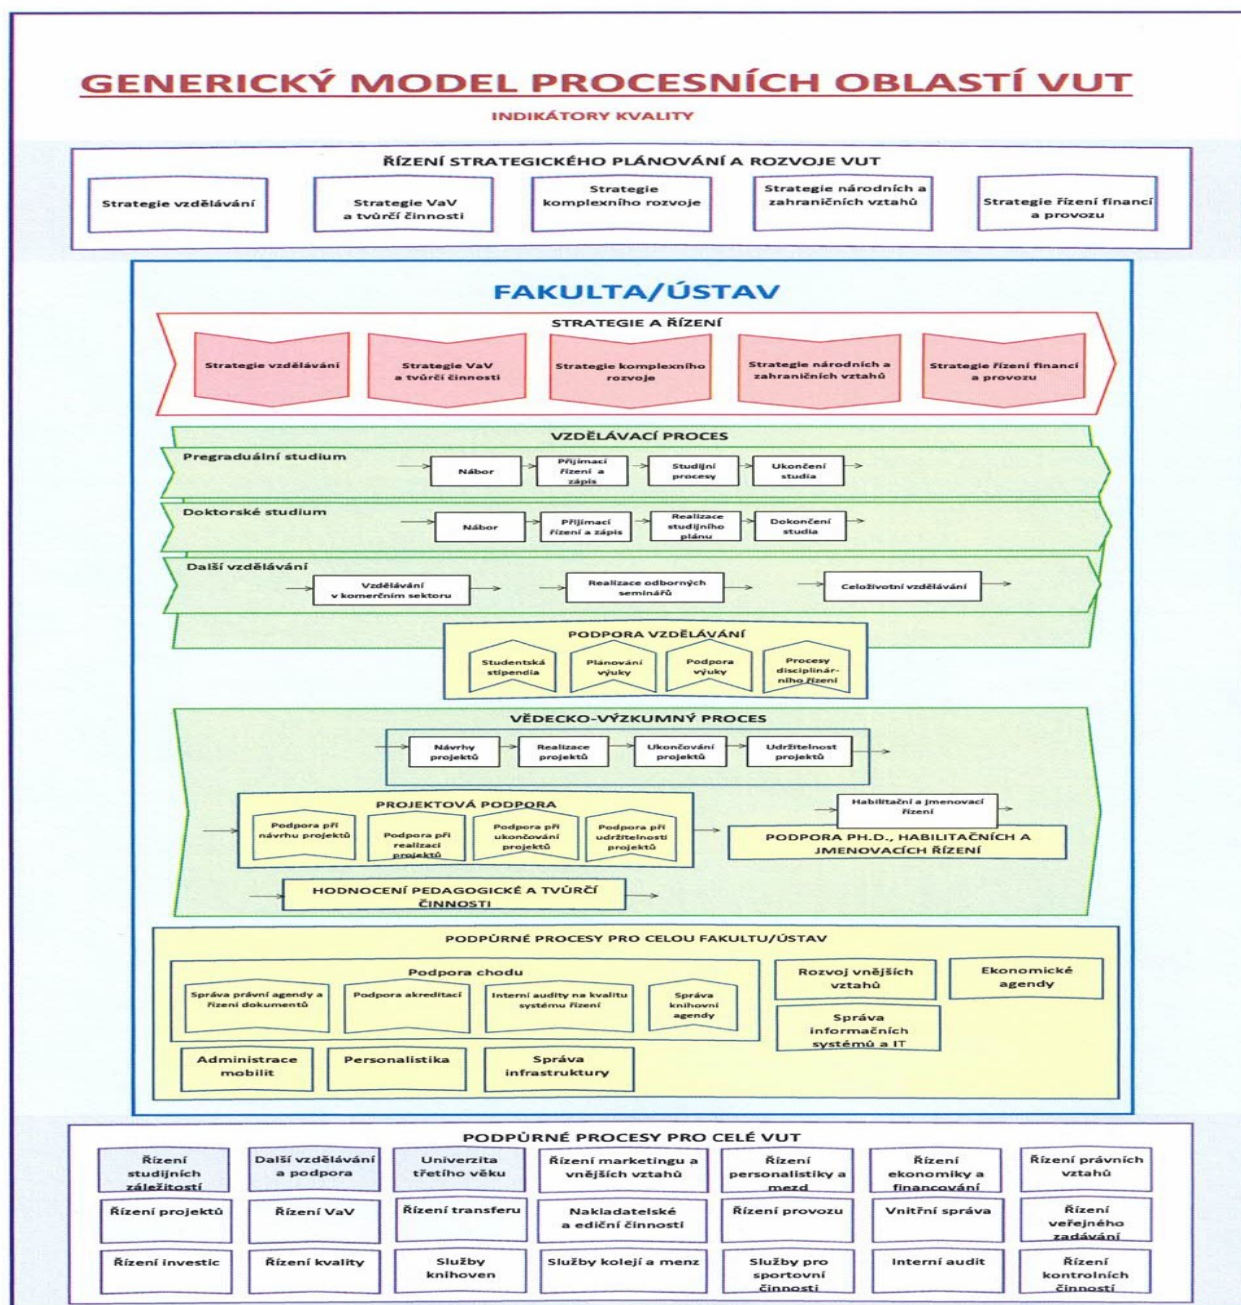 GENERICKÝ MODEL PROCESNÍCH OBLASTÍ VUT
INDIKÁTORY KVALITY
ŘÍZENÍ STRATEGICKÉHO PLÁNOVÁNÍ A ROZVOJE VUT
Strategie vzdělávání
Strategie VaV
a tvůrčí činnosti
Strategie
komplexního rozvoje
Strategie národních a
zahraničních vztahů
Strategie řízení financí
a provozu
FAKULTA/ÚSTAV
STRATEGIE A ŘÍZENÍ
Strategie vzdělávání
Strategie VaV
a tvůrčí činnosti
Strategie komplexního
rozvoje
Strategie národních a
zahraničních vztahů
Strategie řízení financí
a provozu
VZDĚLÁVACÍ PROCES
Pregraduální studium
Nábor
Přijímací
řízení a
zápis
Studijní
procesy
Ukončení
studia
Doktorské studium
Nábor
Přijímací
řízení a zápis
Realizace
studijního
plánu
Dokončení
studia
Další vzdělávání
Vzdělávání
v komerčním sektoru
Realizace odborných
seminářů
Celoživotní vzdělávání
PODPORA VZDĚLÁVÁNÍ
Studentská
stipendia
Plánování
výuky
Podpora
výuky
Procesy
disciplinár-
ního řízení
VĚDECKO-VÝZKUMNÝ PROCES
Návrhy
projektů
Realizace
projektů
Ukončování
projektů
Udržitelnost
projektů
PROJEKTOVÁ PODPORA
Podpora při
návrhu projektů
Podpora při
realizaci
projektů
Podpora při
ukončování
projektů
Podpora při
udržitelnosti
projektů
Habilitační a jmenovací
řízení
PODPORA PH.D., HABILITAČNÍCH A
JMENOVACÍCH ŘÍZENÍ
HODNOCENÍ PEDAGOGICKÉ A TVŮRČÍ
ČINNOSTI
PODPŮRNÉ PROCESY PRO CELOU FAKULTU/ÚSTAV
Podpora chodu
Správa právní agendy a
řízení dokumentů
Podpora akreditací
Interní audity na kvalitu
systému řízení
Správa
knihovní
agendy
Rozvoj vnějších
vztahů
Ekonomické
agendy
Správa
informačních
systémů a IT
Administrace
mobilit
Personalistika
Správa
infrastruktury
PODPŮRNÉ PROCESY PRO CELÉ VUT
Řízení
studijních
záležitostí
Další vzdělávání
a podpora
Univerzita
třetího věku
Řízení marketingu a
vnějších vztahů
Řízení
personalistiky a
mezd
Řízení
ekonomiky a
financování
Řízení právních
vztahů
Řízení projektů
Řízení VaV
Řízení transferu
Nakladatelské
a ediční činnosti
Řízení provozu
Vnitřní správa
Řízení
veřejného
zadávání
Řízení investic
Řízení kvality
Služby
knihoven
Služby kolejí a menz
Služby pro
sportovní
činnosti
Interní audit
Řízení
kontrolních
činností